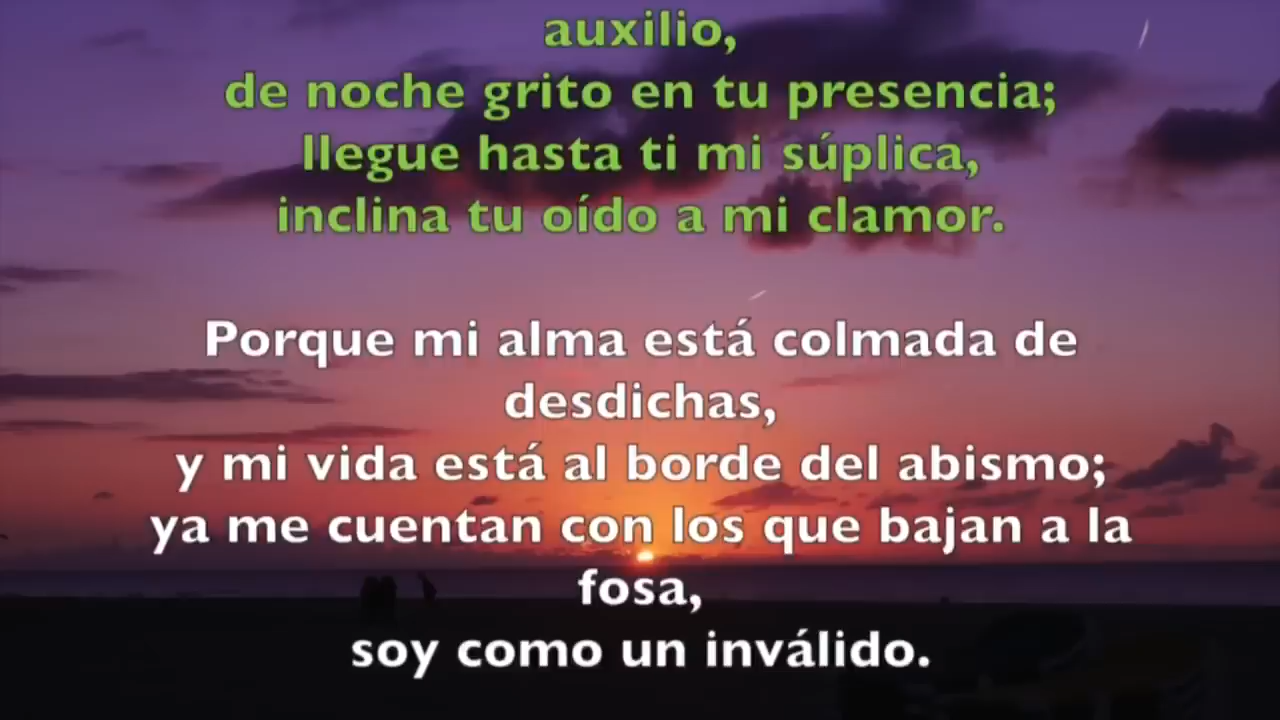 auxilio,
de noche grito en tu presencia;
llegue hasta ti mi súplica,
inclina tu oído a mi clamor.
Porque mi alma está colmada de
desdichas,
y mi vida está al borde del abismo;
ya me cuentan con los que bajan a la
fosa,
soy como un inválido.